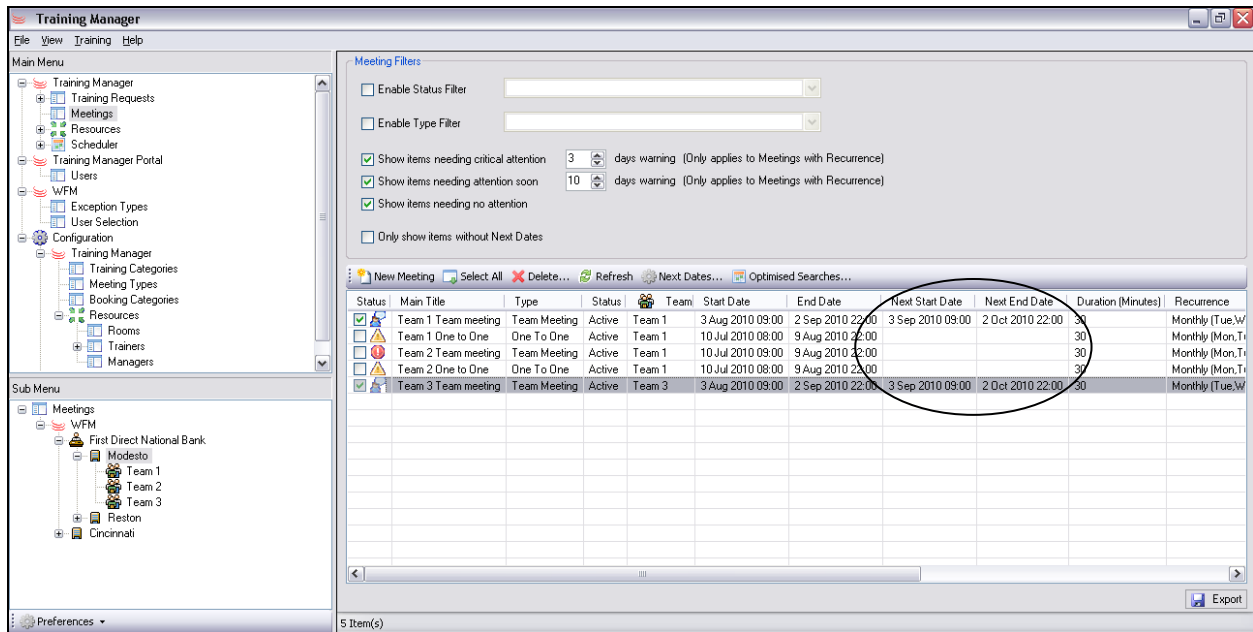 Training Manager
File View Training Help
Main Menu
Training Manager
Training Requests
Meetings
Resources
Scheduler
Training Manager Portal
Users
WFM
Exception Types
User Selection
Configuration
Training Manager
Training Categories
Meeting Types
Booking Categories
Resources
Rooms
Trainers
Managers
Sub Menu
Meetings
WFM
First Direct National Bank
Modesto
Team 1
Team 2
Team 3
Reston
Cincinnati
Preferences
Meeting Filters
Enable Status Filter
Enable Type Filter
Show items needing critical attention 3 days warning (Only applies to Meetings with Recurrence)
Show items needing attention soon 10 days warning (Only applies to Meetings with Recurrence)
Show items needing no attention
Only show items without Next Dates
New Meeting Select All Delete... Refresh Next Dates... Optimised Searches...
Status Main Title Type Status Team Start Date End Date Next Start Date Next End Date Duration (Minutes) Recurrence
Team 1 Team meeting Team Meeting Active Team 1 3 Aug 2010 09:00 2 Sep 2010 22:00 3 Sep 2010 09:00 2 Oct 2010 22:00 30 Monthly (Tue,W
Team 1 One to One One To One Active Team 1 10 Jul 2010 08:00 9 Aug 2010 22:00 30 Monthly (Mon,T
Team 2 Team meeting Team Meeting Active Team 1 10 Jul 2010 09:00 9 Aug 2010 22:00 30 Monthly (Mon,T
Team 2 One to One One To One Active Team 1 10 Jul 2010 08:00 9 Aug 2010 22:00 30 Monthly (Mon,T
Team 3 Team meeting Team Meeting Active Team 3 3 Aug 2010 09:00 2 Sep 2010 22:00 3 Sep 2010 09:00 2 Oct 2010 22:00 30 Monthly (Tue,W
Export
5 Item(s)